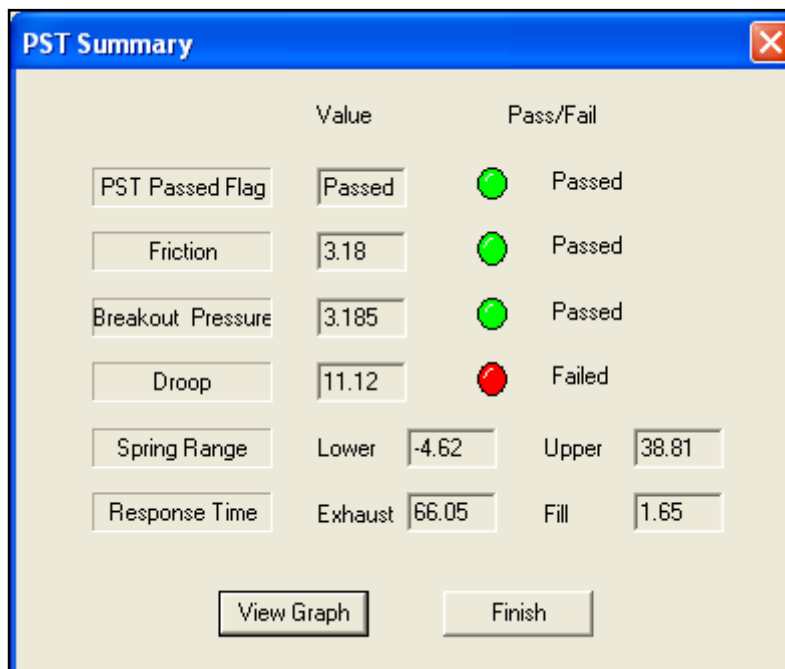 PST Summary
Value Pass/Fail
PST Passed Flag Passed Passed
Friction 3.18 Passed
Breakout Pressure 3.185 Passed
Droop 11.12 Failed
Spring Range Lower -4.62 Upper 38.81
Response Time Exhaust 66.05 Fill 1.65
View Graph Finish